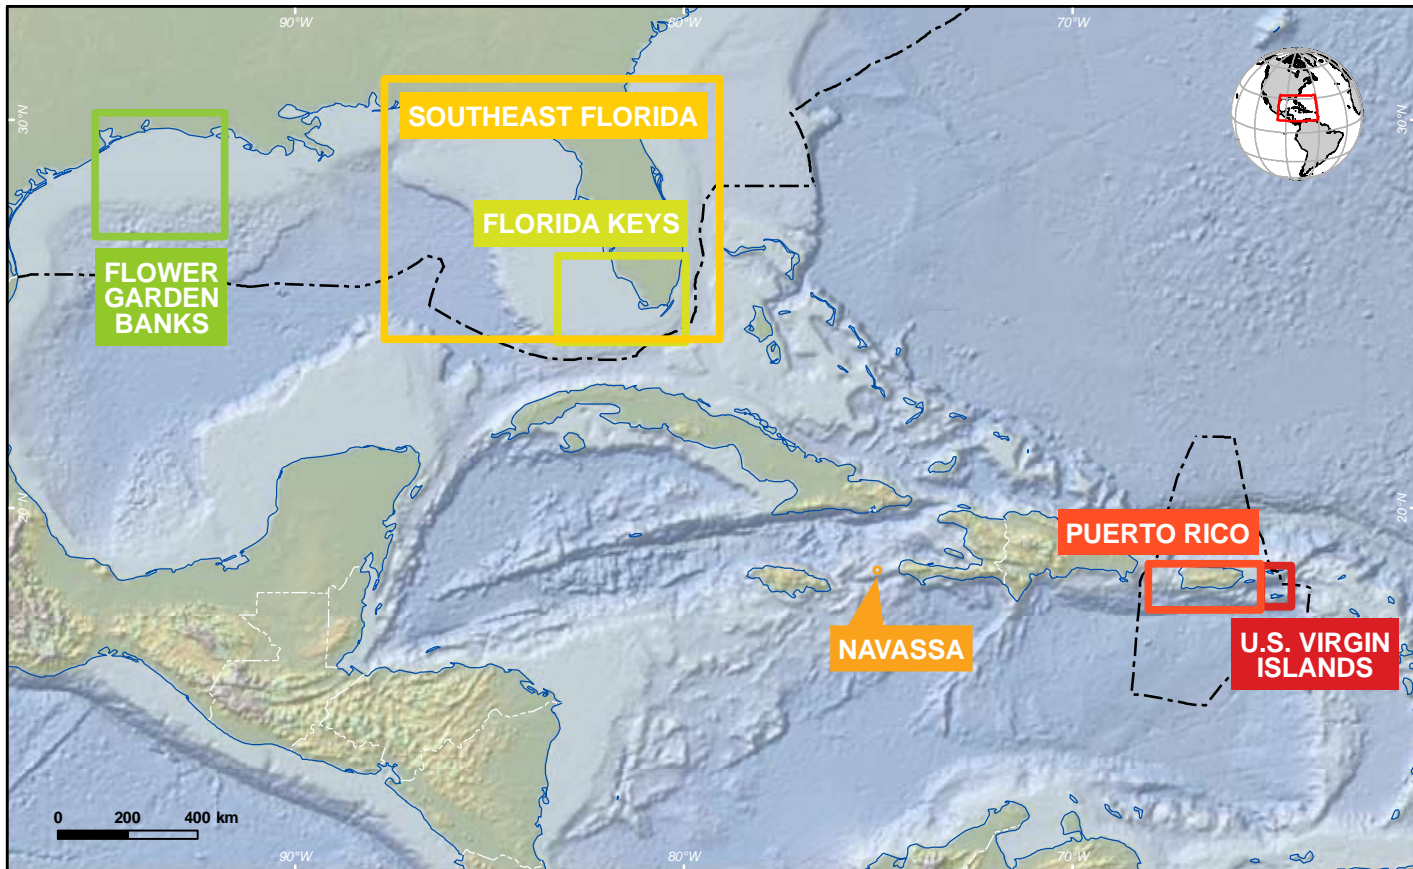 90°W
80°W
70°W
30°N
30°N
SOUTHEAST FLORIDA
FLORIDA KEYS
FLOWER
GARDEN
BANKS
20°N
20°N
PUERTO RICO
NAVASSA
U.S. VIRGIN
ISLANDS
0 200 400 km
90°W
80°W
70°W